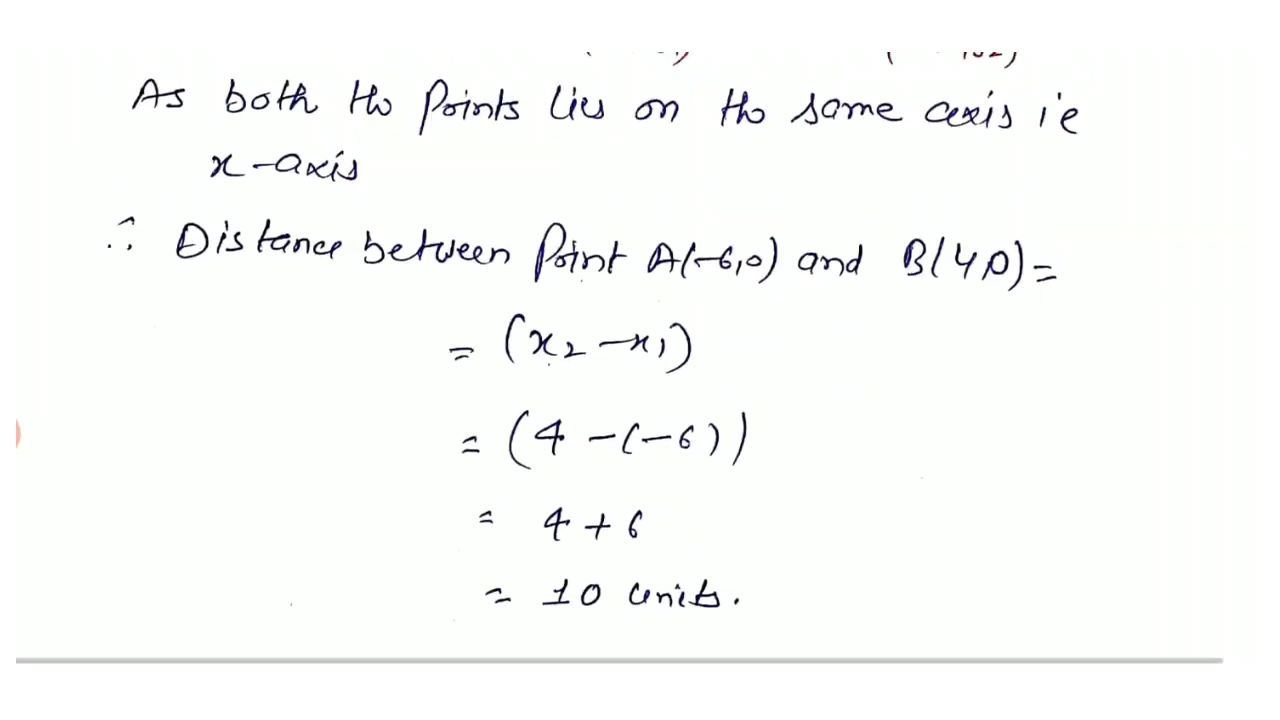 As both the Points lies on the same axis i'e
x-axis
∴ Distance between Point A(-6,0) and B(4,0)=
= (x₂ -x₁)
= (4 -(-6))
= 4 + 6
= 10 units.